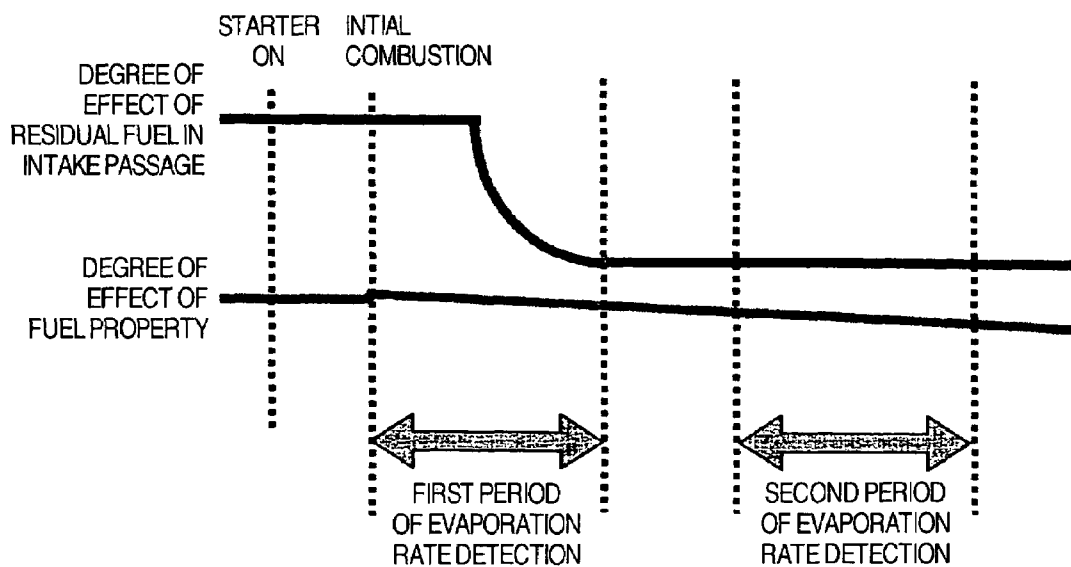 STARTER
ON
INTIAL
COMBUSTION
DEGREE OF
EFFECT OF
RESIDUAL FUEL IN
INTAKE PASSAGE
DEGREE OF
EFFECT OF
FUEL PROPERTY
FIRST PERIOD
OF EVAPORATION
RATE DETECTION
SECOND PERIOD
OF EVAPORATION
RATE DETECTION